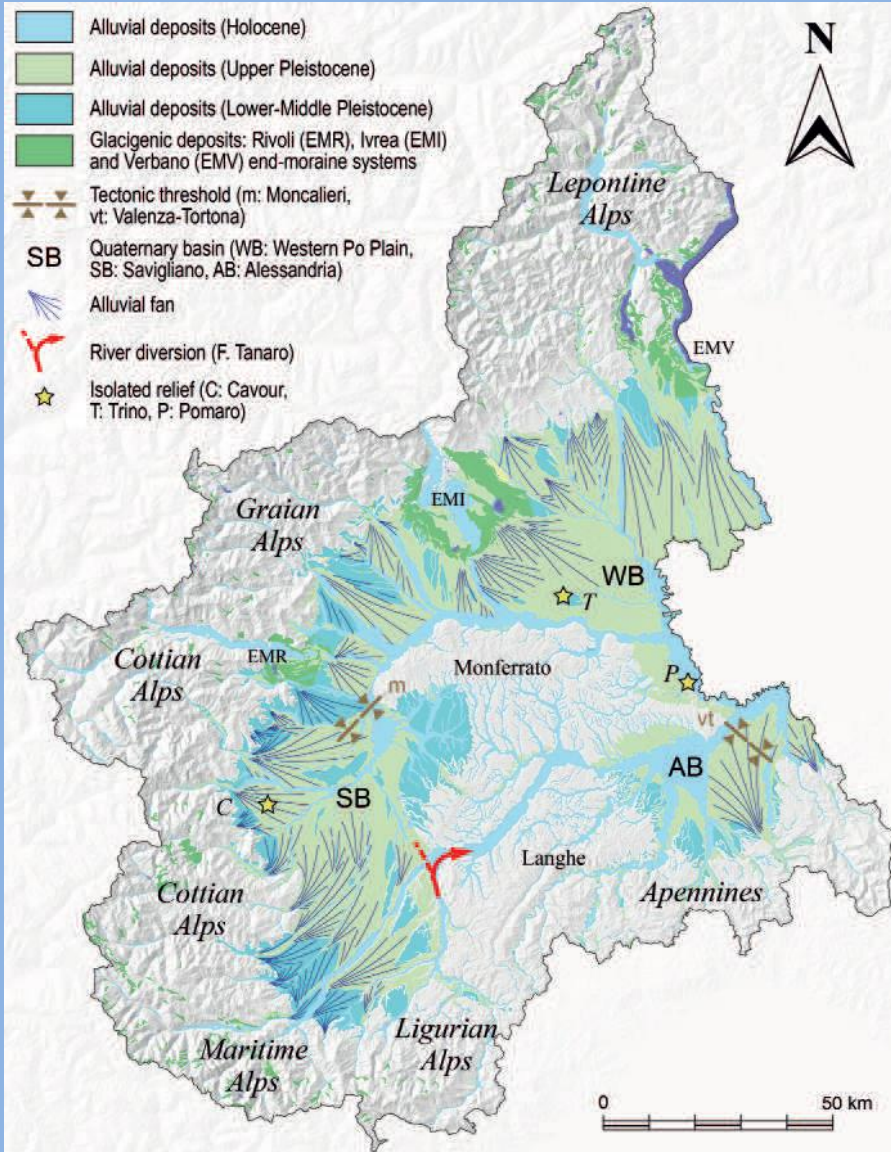 Alluvial deposits (Holocene)
Alluvial deposits (Upper Pleistocene)
Alluvial deposits (Lower-Middle Pleistocene)
Glacigenic deposits: Rivoli (EMR), Ivrea (EMI)
and Verbano (EMV) end-moraine systems
Tectonic threshold (m: Moncalieri,
vt: Valenza-Tortona)
SB
Quaternary basin (WB: Western Po Plain,
SB: Savigliano, AB: Alessandria)
Alluvial fan
River diversion (F. Tanaro)
Isolated relief (C: Cavour,
T: Trino, P: Pomaro)
N
Lepontine
Alps
EMV
EMI
Graian
Alps
WB
T
EMR
Monferrato
Cottian
Alps
P
m
vt
AB
SB
C
Langhe
Cottian
Alps
Apennines
Ligurian
Alps
Maritime
Alps
0 50 km